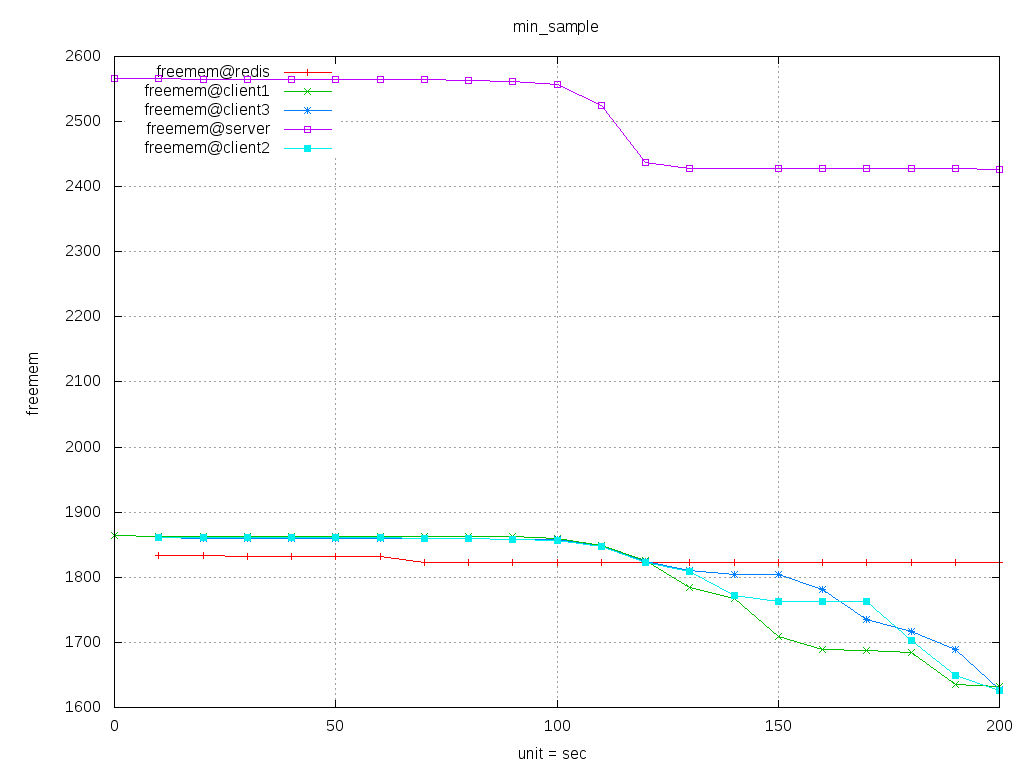 min_sample
2600
2500
2400
2300
2200
2100
2000
1900
1800
1700
1600
freemem
freemem@redis
freemem@client1
freemem@client3
freemem@server
freemem@client2
0 50 100 150 200
unit = sec